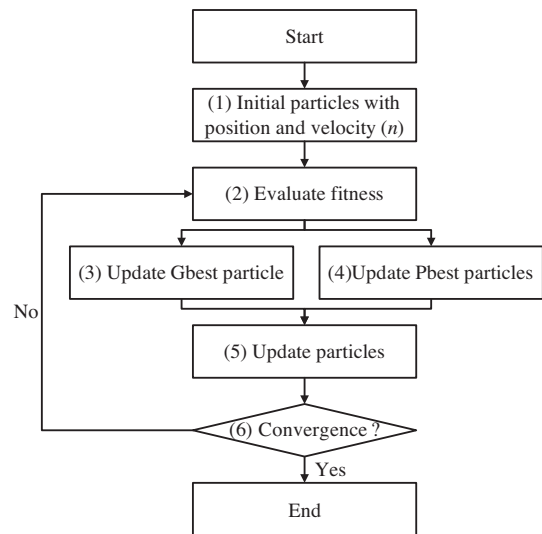 Start
(1) Initial particles with
position and velocity (n)
(2) Evaluate fitness
(3) Update Gbest particle
(4)Update Pbest particles
No
(5) Update particles
(6) Convergence ?
Yes
End